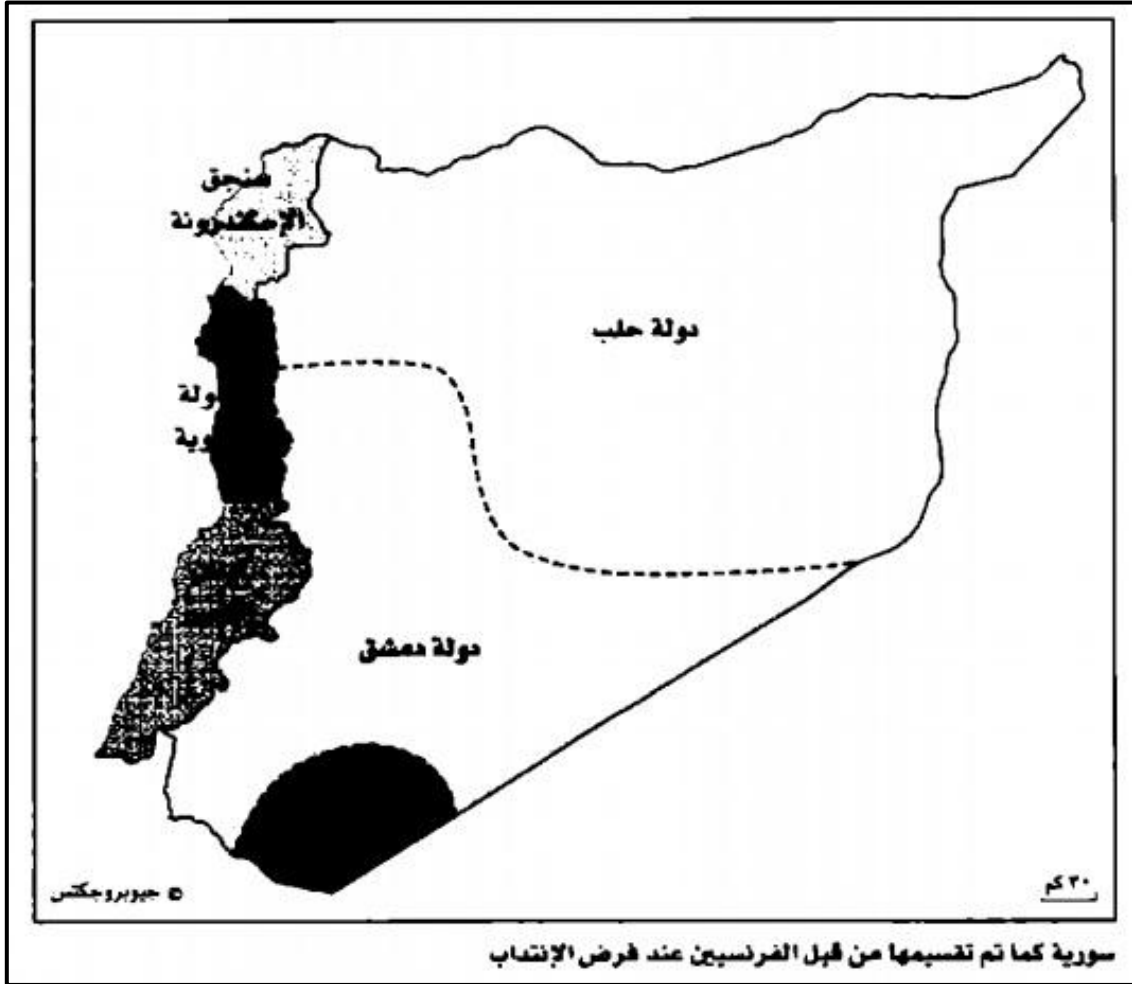 سنجق
الإسكندرونة
دولة حلب
دولة دمشق
© جيوبروجكتس
٣٠ كم
سورية كما تم تقسيمها من قبل الفرنسيين عند فرض الإنتداب